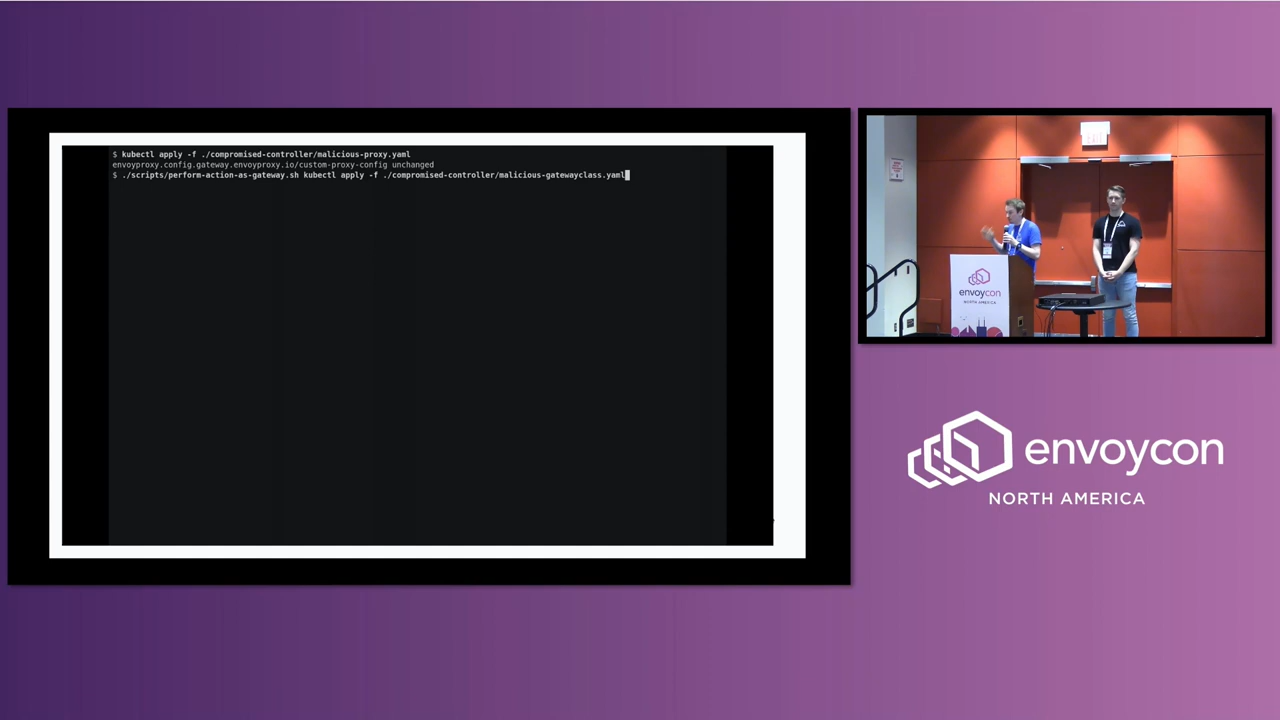 $ kubectl apply -f ./compromised-controller/malicious-proxy.yaml
envoyproxy.config.gateway.envoyproxy.io/custom-proxy-config unchanged
$ ./scripts/perform-action-as-gateway.sh kubectl apply -f ./compromised-controller/malicious-gatewayclass.yaml
EXIT
envoycon
NORTH AMERICA
envoycon
NORTH AMERICA